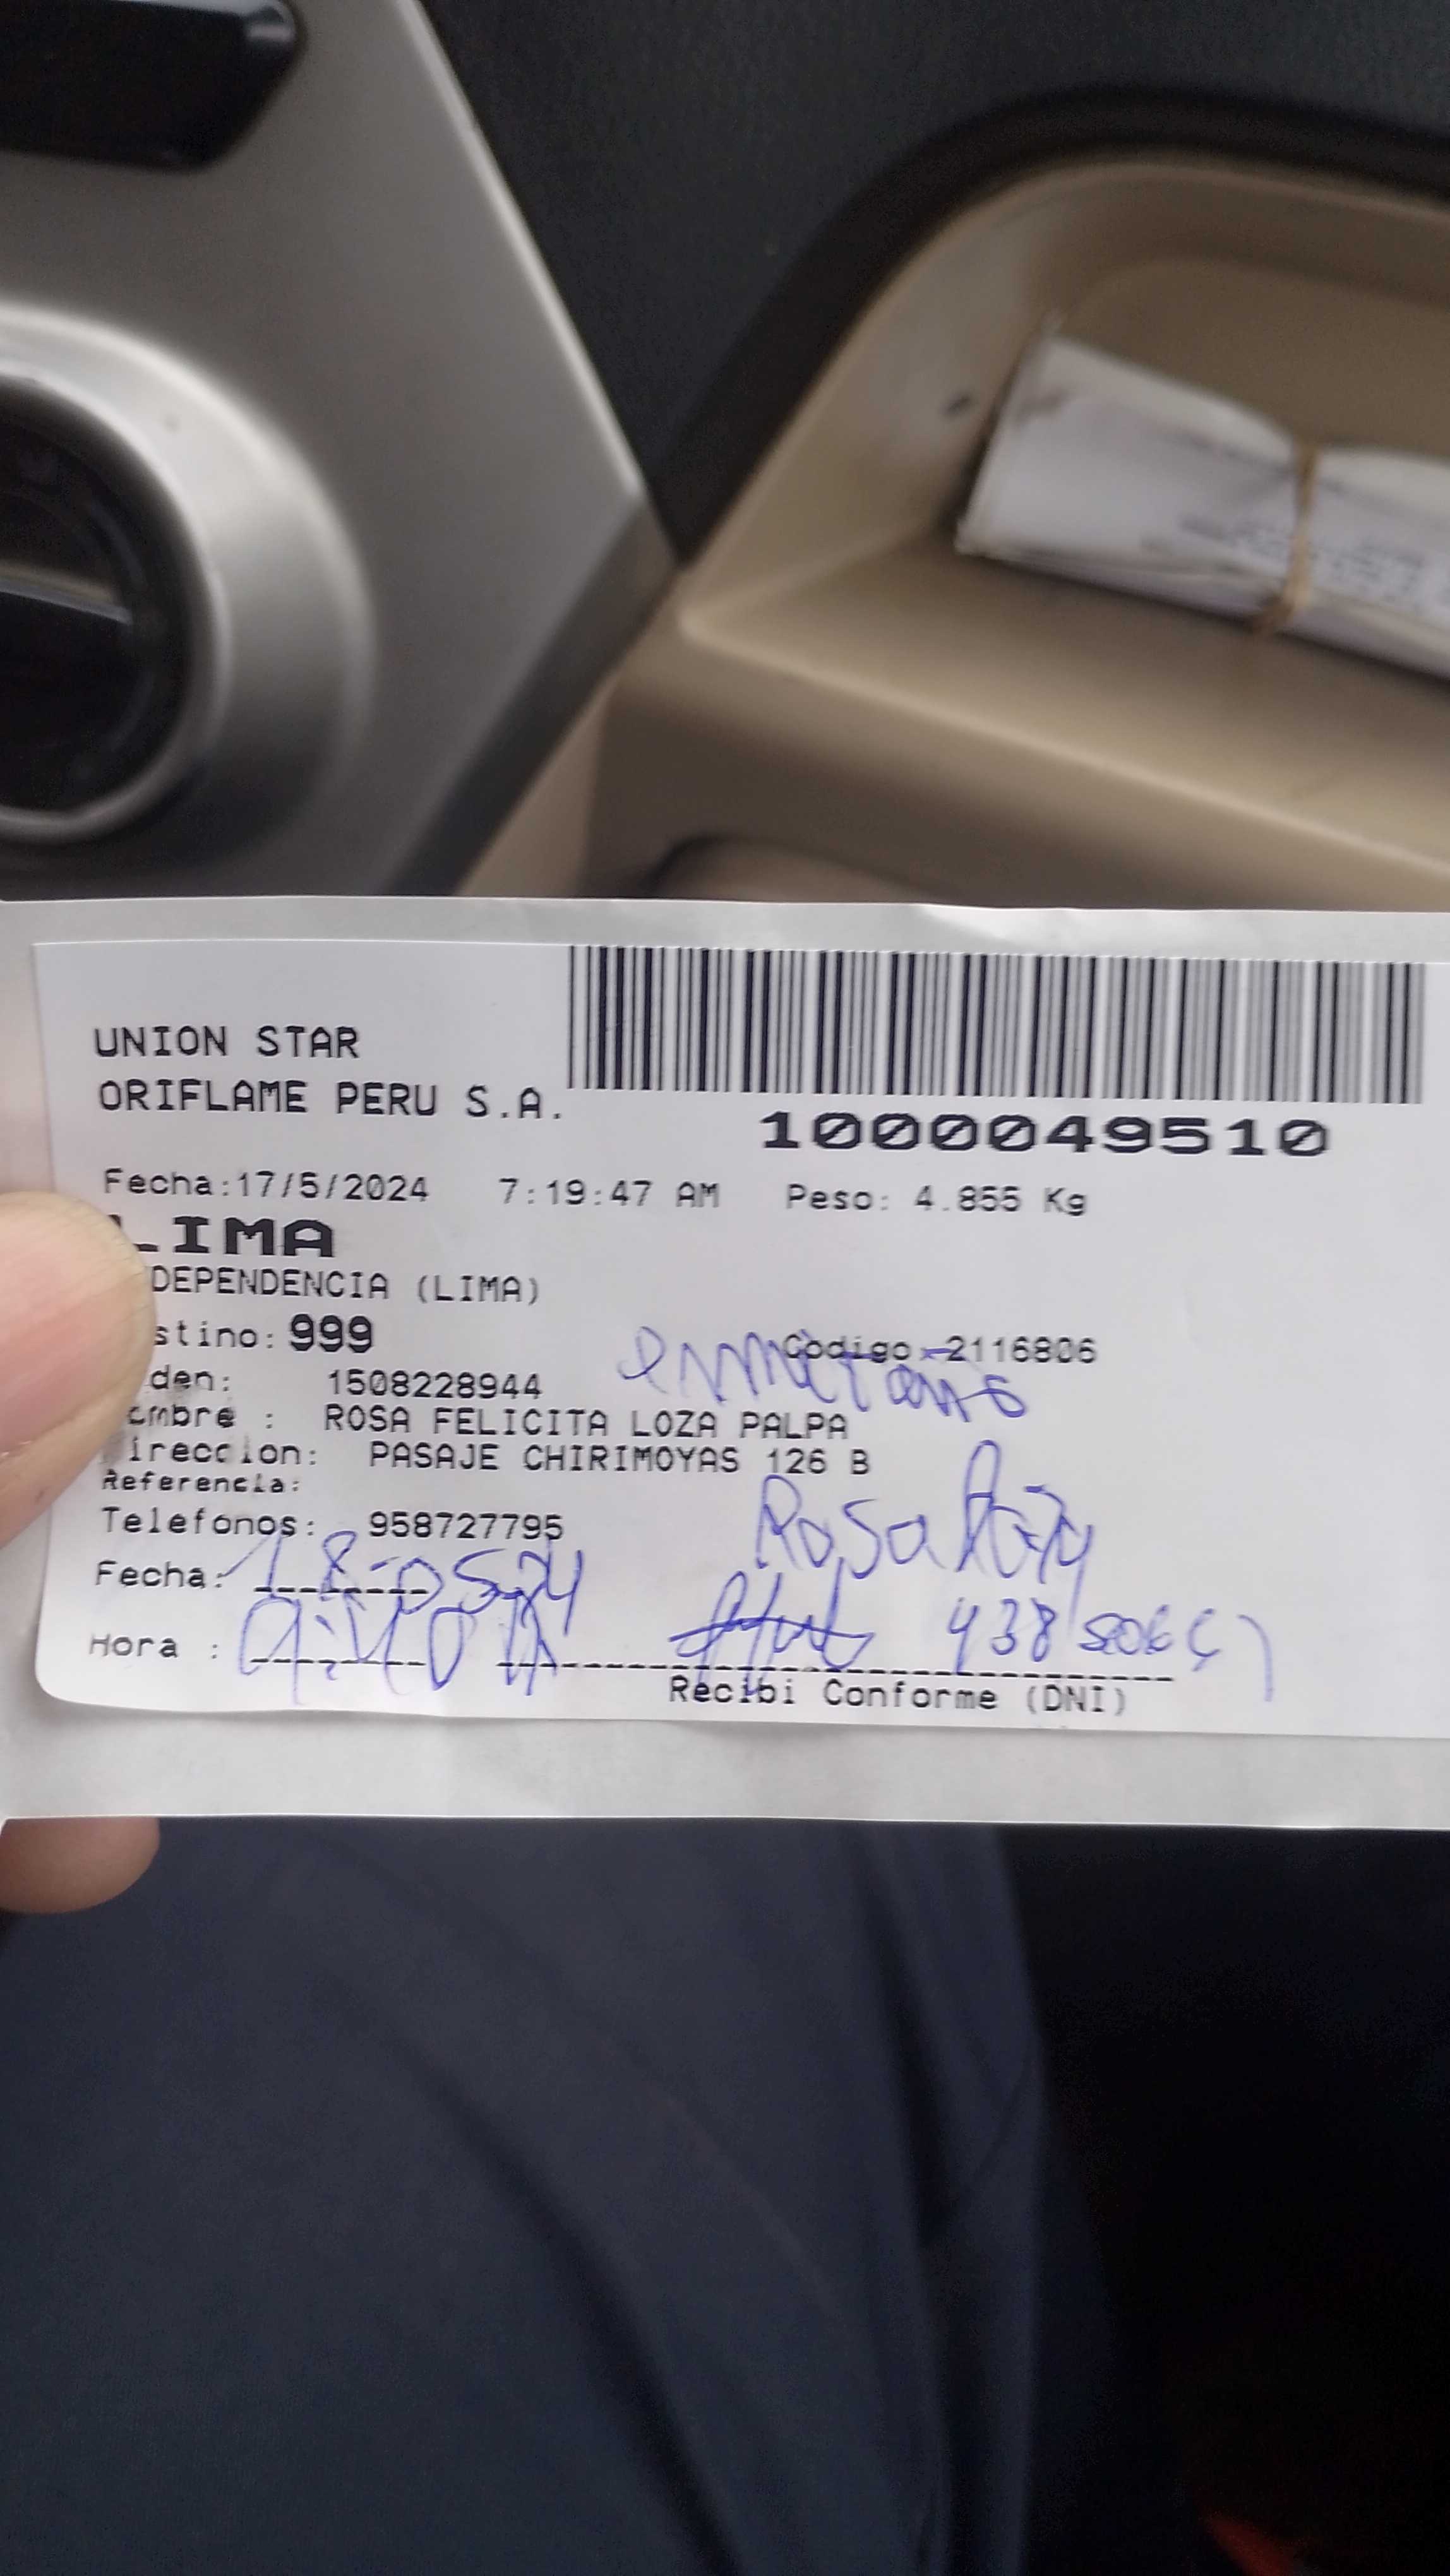 UNION STAR
ORIFLAME PERU S.A.
1000049510
Fecha:17/5/2024 7:19:47 AM Peso: 4.855 Kg
LIMA
DEPENDENCIA (LIMA)
stino: 999
Codigo: 2116806
den: 1508228944
ombre : ROSA FELICITA LOZA PALPA
ireccion: PASAJE CHIRIMOYAS 126 B
Referencia:
Telefonos: 958727795
Rosa
Fecha: 18-05-24
Hora :
Recibi Conforme (DNI)